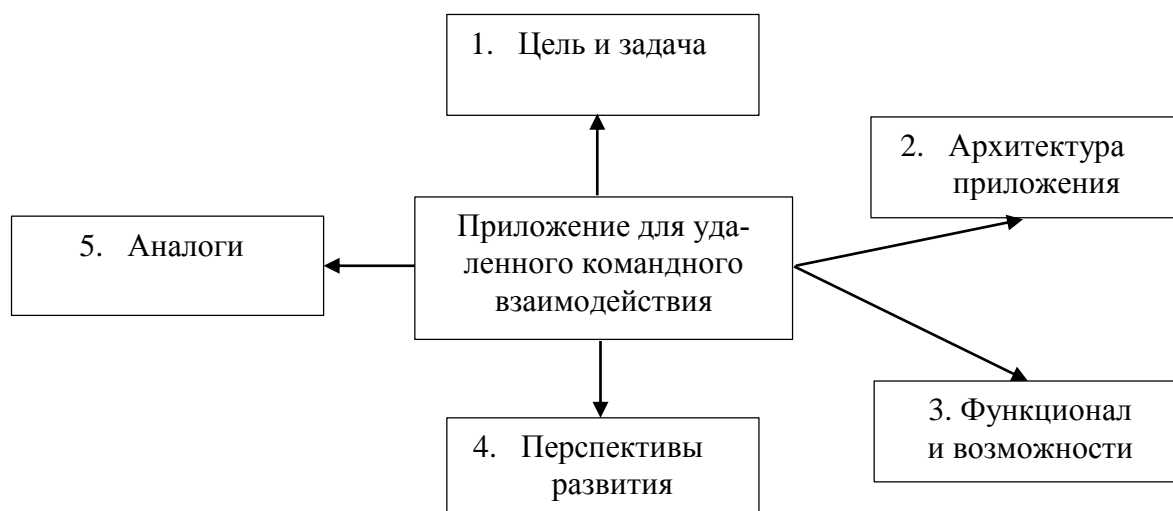 1. Цель и задача
2. Архитектура
приложения
5. Аналоги
Приложение для уда-
ленного командного
взаимодействия
3. Функционал
и возможности
4. Перспективы
развития